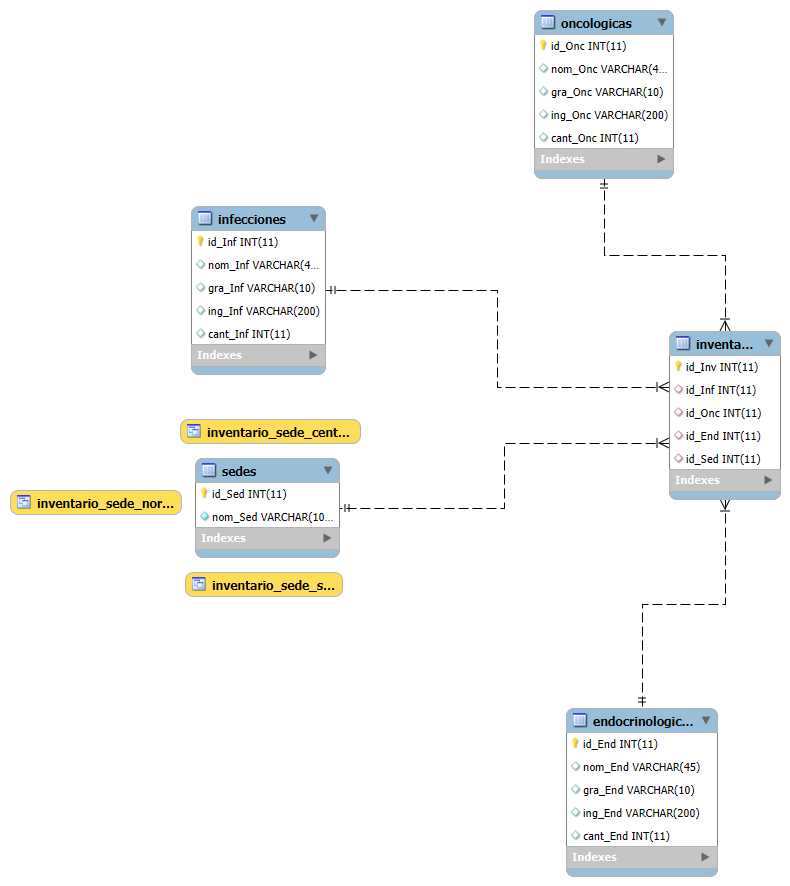 oncologicas
id_Onc INT(11)
nom_Onc VARCHAR(4...
gra_Onc VARCHAR(10)
ing_Onc VARCHAR(200)
cant_Onc INT(11)
Indexes
infecciones
id_Inf INT(11)
nom_Inf VARCHAR(4...
gra_Inf VARCHAR(10)
ing_Inf VARCHAR(200)
cant_Inf INT(11)
Indexes
inventa...
id_Inv INT(11)
id_Inf INT(11)
id_Onc INT(11)
id_End INT(11)
id_Sed INT(11)
Indexes
inventario_sede_cent...
sedes
id_Sed INT(11)
nom_Sed VARCHAR(10...
Indexes
inventario_sede_nor...
inventario_sede_s...
endocrinologic...
id_End INT(11)
nom_End VARCHAR(45)
gra_End VARCHAR(10)
ing_End VARCHAR(200)
cant_End INT(11)
Indexes